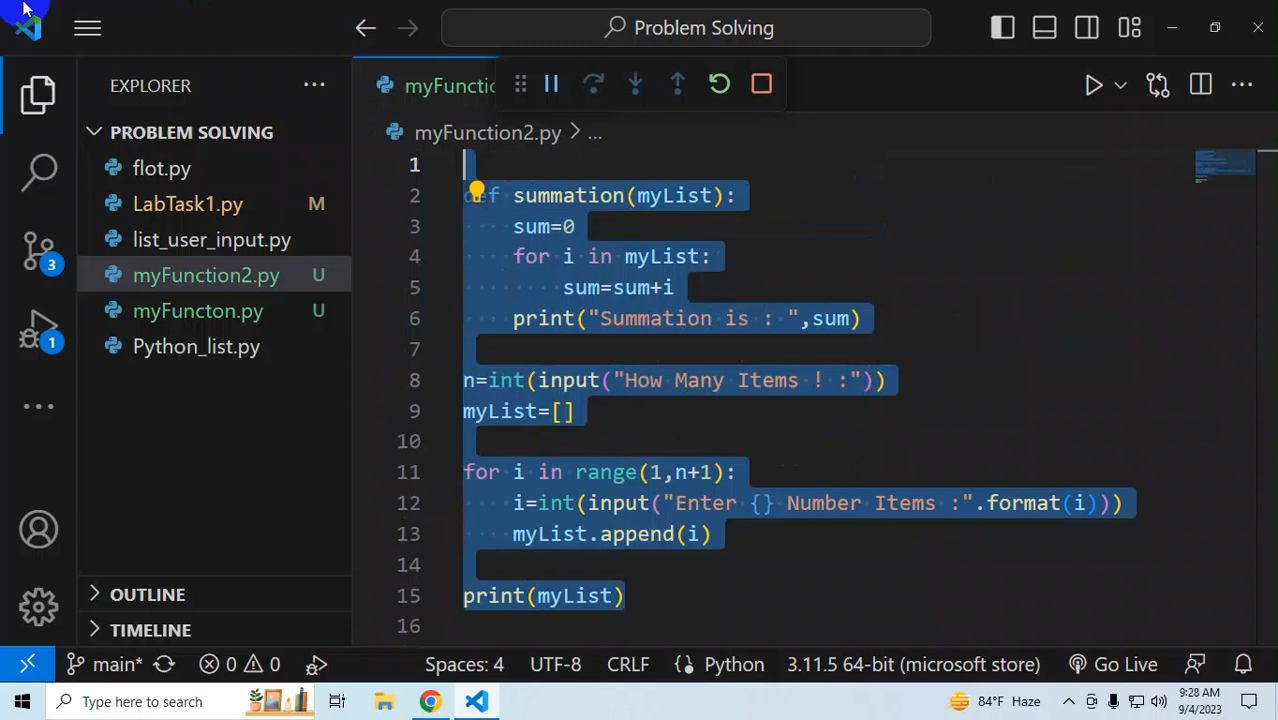 Problem Solving
EXPLORER
PROBLEM SOLVING
flot.py
LabTask1.py M
list_user_input.py
myFunction2.py U
myFuncton.py U
Python_list.py
OUTLINE
TIMELINE
3
1
myFunctic
myFunction2.py > ...
1
2 def summation(myList):
3 sum=0
4 for i in myList:
5 sum=sum+i
6 print("Summation is : ",sum)
7
8 n=int(input("How Many Items ! :"))
9 myList=[]
10
11 for i in range(1,n+1):
12 i=int(input("Enter {} Number Items :".format(i)))
13 myList.append(i)
14
15 print(myList)
16
main* 0 0 Spaces: 4 UTF-8 CRLF {} Python 3.11.5 64-bit (microsoft store) Go Live
Type here to search 84°F Haze 9:28 AM
9/4/2023